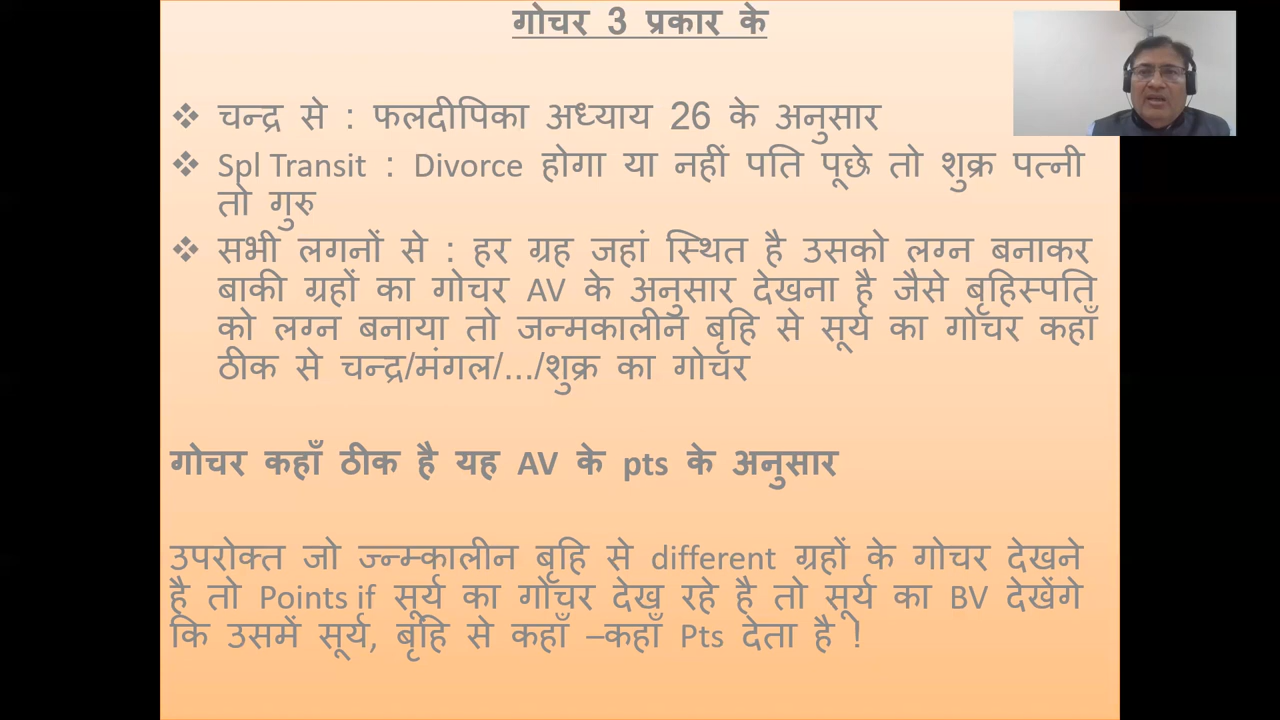 गोचर 3 प्रकार के
❖ चन्द्र से : फलदीपिका अध्याय 26 के अनुसार
❖ Spl Transit : Divorce होगा या नहीं पति पूछे तो शुक्र पत्नी
तो गुरु
❖ सभी लगनों से : हर ग्रह जहां स्थित है उसको लग्न बनाकर
बाकी ग्रहों का गोचर AV के अनुसार देखना है जैसे बृहिस्पति
को लग्न बनाया तो जन्मकालीन बृहि से सूर्य का गोचर कहाँ
ठीक से चन्द्र/मंगल/.../शुक्र का गोचर
गोचर कहाँ ठीक है यह AV के pts के अनुसार
उपरोक्त जो ज्न्म्कालीन बृहि से different ग्रहों के गोचर देखने
है तो Points if सूर्य का गोचर देख रहे है तो सूर्य का BV देखेंगे
कि उसमें सूर्य, बृहि से कहाँ –कहाँ Pts देता है !